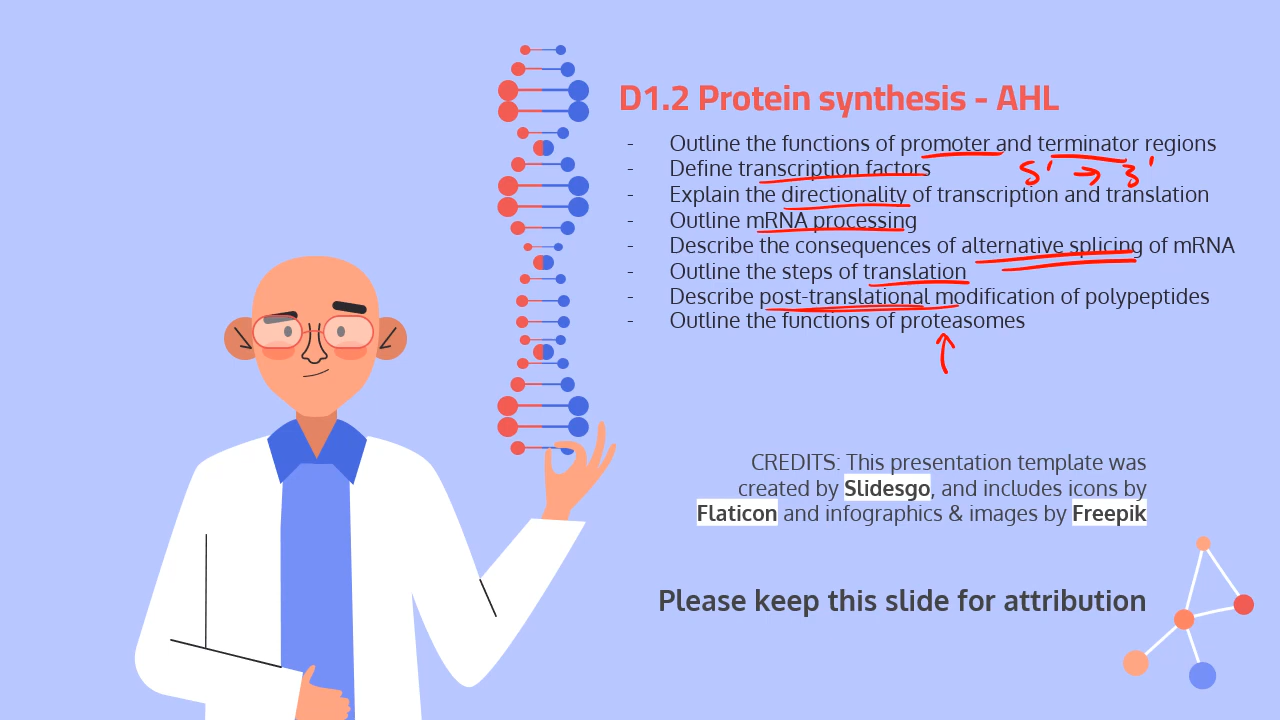 D1.2 Protein synthesis - AHL
- Outline the functions of promoter and terminator regions
- Define transcription factors
5' → 3'
- Explain the directionality of transcription and translation
- Outline mRNA processing
- Describe the consequences of alternative splicing of mRNA
- Outline the steps of translation
- Describe post-translational modification of polypeptides
- Outline the functions of proteasomes
CREDITS: This presentation template was
created by Slidesgo, and includes icons by
Flaticon and infographics & images by Freepik
Please keep this slide for attribution